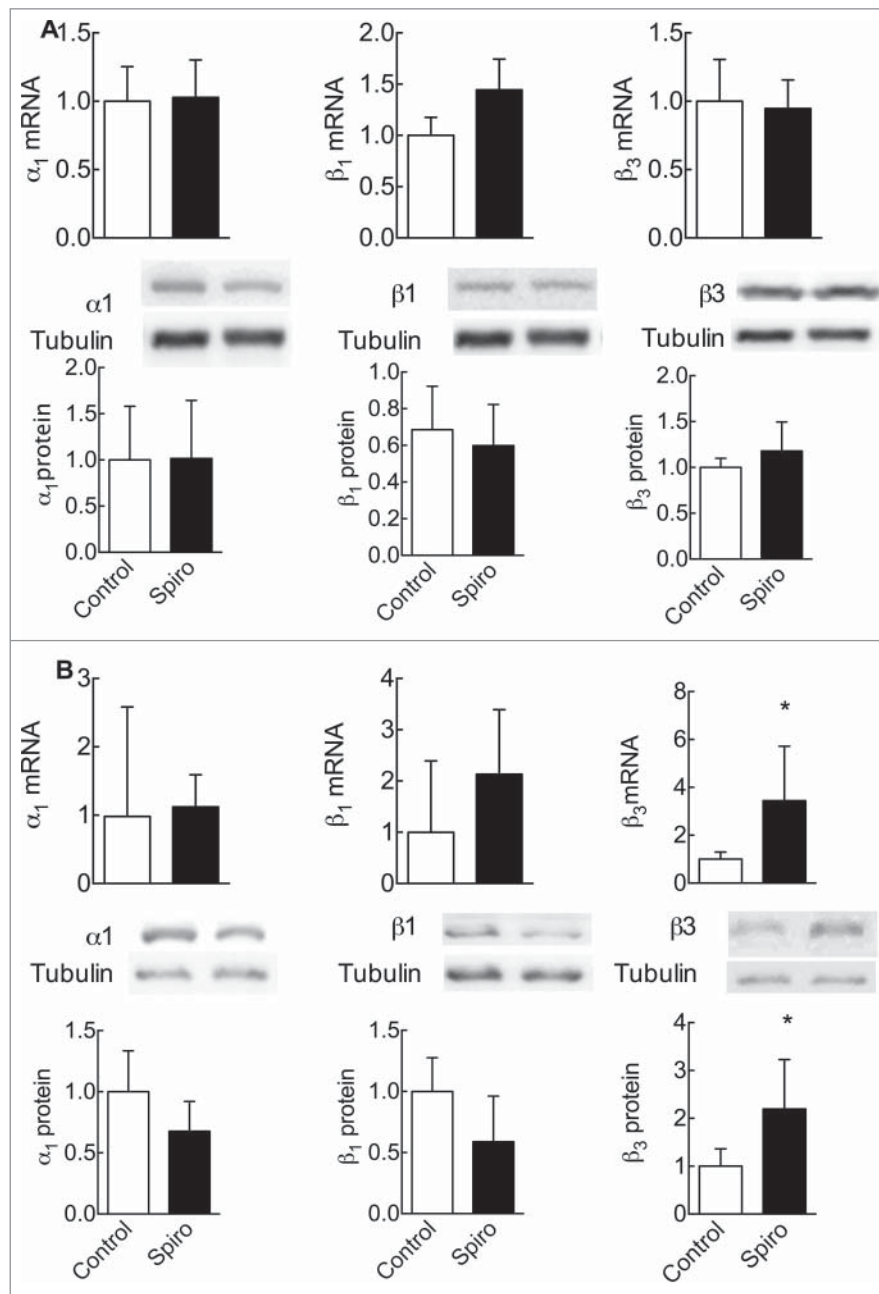 A
α1 mRNA
1.5
1.0
0.5
0.0
β1 mRNA
2.0
1.5
1.0
0.5
0.0
β3 mRNA
1.5
1.0
0.5
0.0
α1
Tubulin
β1
Tubulin
β3
Tubulin
α1protein
2.0
1.5
1.0
0.5
0.0
Control
Spiro
β1 protein
1.0
0.8
0.6
0.4
0.2
0.0
Control
Spiro
β3 protein
2.0
1.5
1.0
0.5
0.0
Control
Spiro
B
α1 mRNA
3
2
1
0
β1 mRNA
4
3
2
1
0
β3mRNA
8
6
4
2
0
*
α1
Tubulin
β1
Tubulin
β3
Tubulin
α1 protein
1.5
1.0
0.5
0.0
Control
Spiro
β1 protein
1.5
1.0
0.5
0.0
Control
Spiro
β3 protein
4
3
2
1
0
*
Control
Spiro